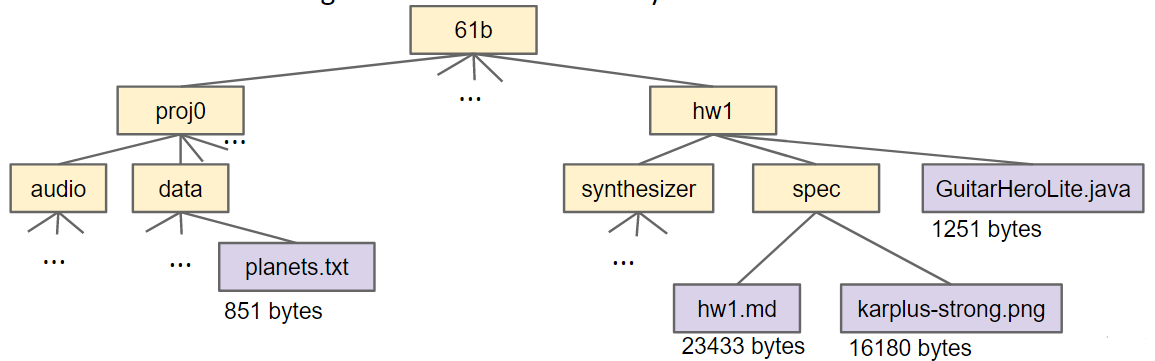 61b
...
proj0
hw1
...
audio
data
synthesizer
spec
GuitarHeroLite.java
1251 bytes
...
...
planets.txt
...
851 bytes
hw1.md
karplus-strong.png
23433 bytes
16180 bytes